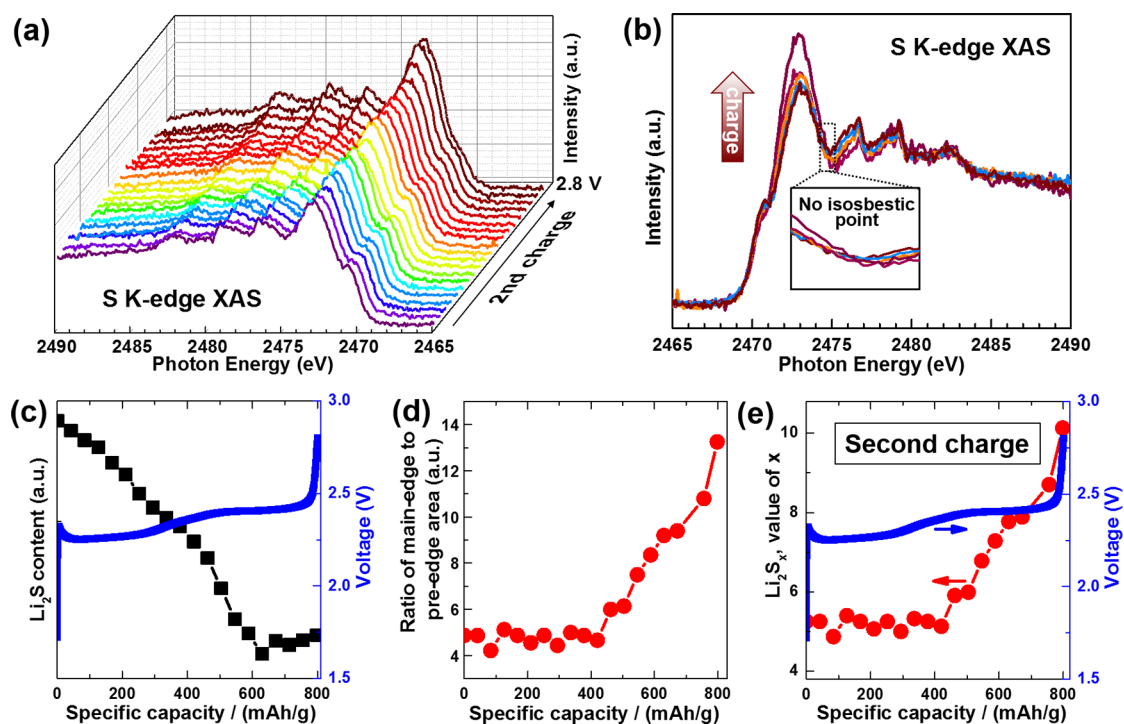 (a)
Intensity (a.u.)
2.8 V
2nd charge
S K-edge XAS
2490 2485 2480 2475 2470 2465
Photon Energy (eV)
(b)
S K-edge XAS
charge
No isosbestic
point
Intensity (a.u.)
2465 2470 2475 2480 2485 2490
Photon Energy (eV)
(c)
Li2S content (a.u.)
3.0
2.5
2.0
1.5
Voltage (V)
0 200 400 600 800
Specific capacity / (mAh/g)
(d)
Ratio of main-edge to
pre-edge area (a.u.)
14
12
10
8
6
4
0 200 400 600 800
Specific capacity / (mAh/g)
(e)
Second charge
Li2Sx, value of x
10
8
6
4
3.0
2.5
2.0
1.5
Voltage (V)
0 200 400 600 800
Specific capacity / (mAh/g)